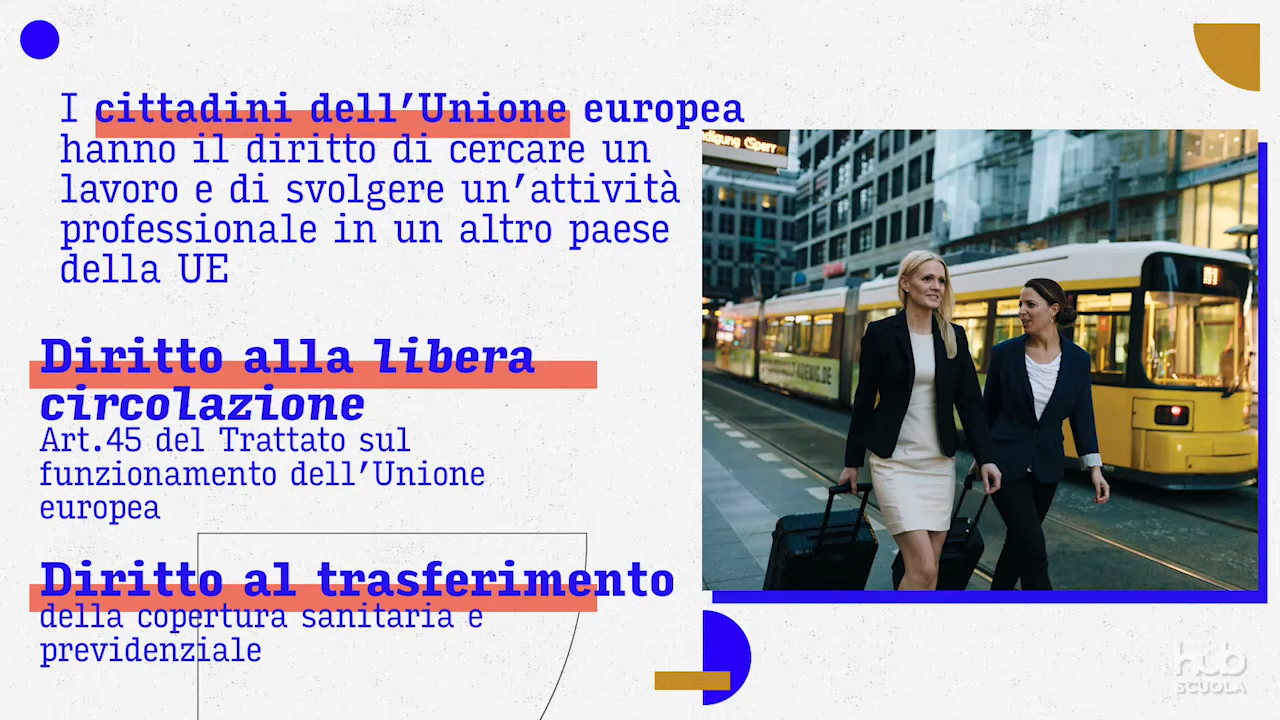 I cittadini dell’Unione europea
hanno il diritto di cercare un
lavoro e di svolgere un’attività
professionale in un altro paese
della UE
Diritto alla libera
circolazione
Art.45 del Trattato sul
funzionamento dell’Unione
europea
Diritto al trasferimento
della copertura sanitaria e
previdenziale
hub
SCUOLA